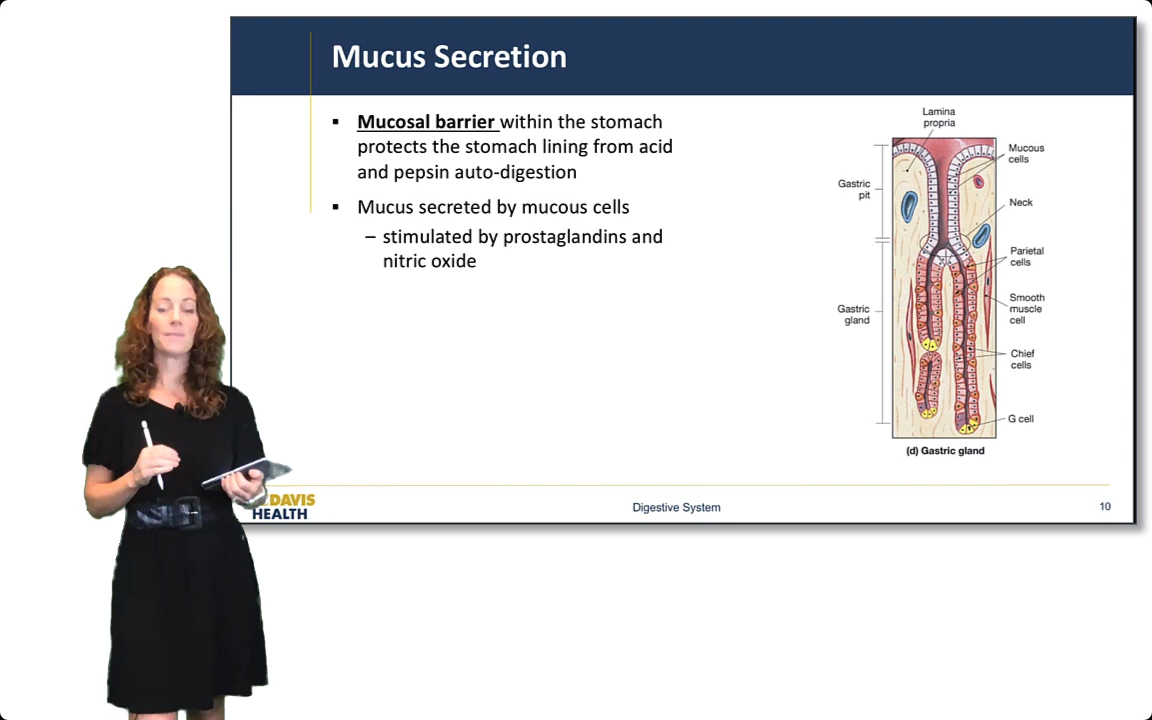 Mucus Secretion
▪ Mucosal barrier within the stomach
protects the stomach lining from acid
and pepsin auto-digestion
▪ Mucus secreted by mucous cells
– stimulated by prostaglandins and
nitric oxide
Lamina
propria
Mucous
cells
Gastric
pit
Neck
Parietal
cells
Smooth
muscle
cell
Gastric
gland
Chief
cells
G cell
(d) Gastric gland
DAVIS
HEALTH
Digestive System
10